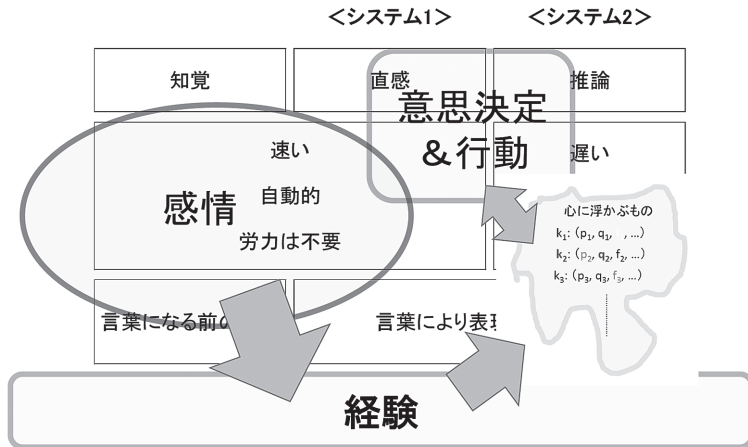 <システム1>
<システム2>
知覚
直感
推論
意思決定
&行動
速い
遅い
感情
自動的
労力は不要
心に浮かぶもの
k₁: (p₁, q₁, , …)
k₂: (p₂, q₂, f₂, …)
k₃: (p₃, q₃, f₃, …)
言葉になる前の
言葉により表現
経験